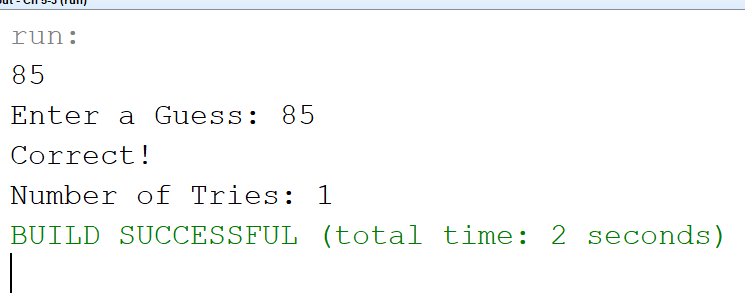 run:
85
Enter a Guess: 85
Correct!
Number of Tries: 1
BUILD SUCCESSFUL (total time: 2 seconds)